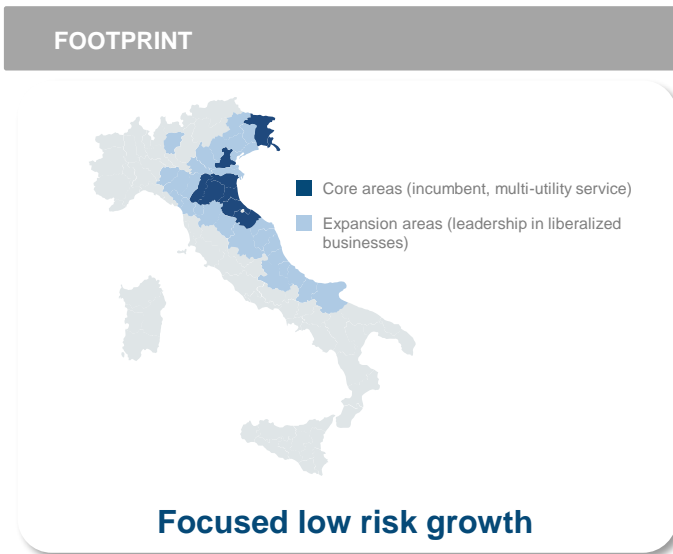 FOOTPRINT
Core areas (incumbent, multi-utility service)
Expansion areas (leadership in liberalized
businesses)
Focused low risk growth